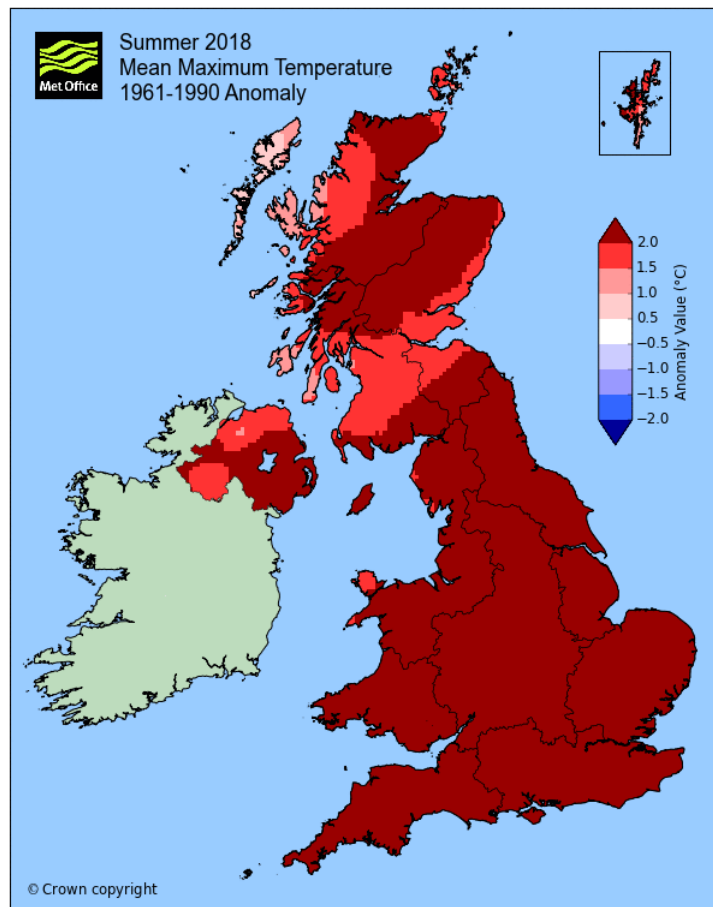 Met Office
Summer 2018
Mean Maximum Temperature
1961-1990 Anomaly
2.0
1.5
1.0
0.5
−0.5
−1.0
−1.5
−2.0
Anomaly Value (°C)
© Crown copyright